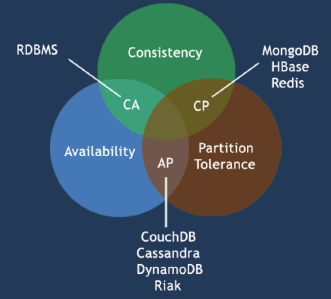 RDBMS
Consistency
MongoDB
HBase
Redis
CA
CP
Availability
Partition
Tolerance
AP
CouchDB
Cassandra
DynamoDB
Riak